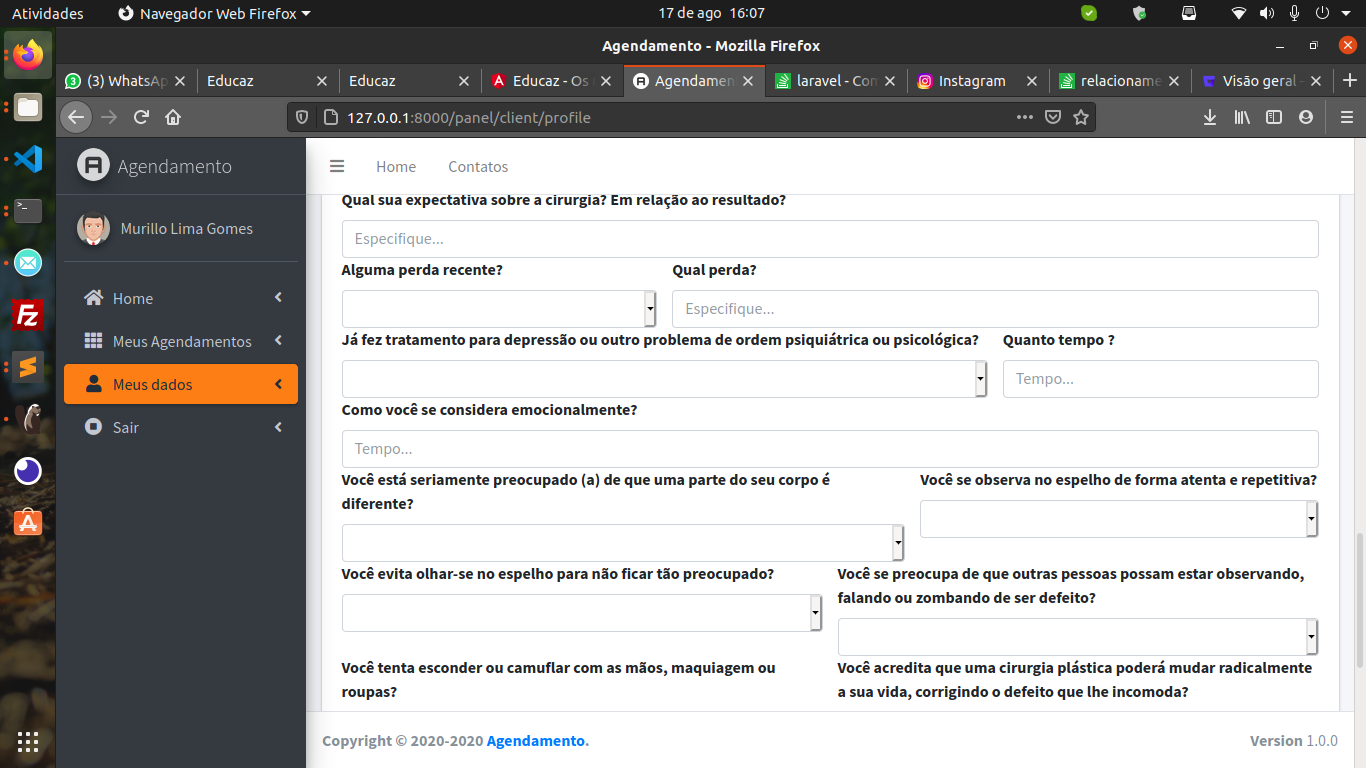 Atividades
Navegador Web Firefox
17 de ago 16:07
Agendamento - Mozilla Firefox
(3) WhatsAp
Educaz
Educaz
Educaz - Os
Agendamen
laravel - Con
Instagram
relacioname
Visão geral -
127.0.0.1:8000/panel/client/profile
Agendamento
Home
Contatos
Murillo Lima Gomes
Home
Meus Agendamentos
Meus dados
Sair
Qual sua expectativa sobre a cirurgia? Em relação ao resultado?
Especifique...
Alguma perda recente?
Qual perda?
Especifique...
Já fez tratamento para depressão ou outro problema de ordem psiquiátrica ou psicológica?
Quanto tempo ?
Tempo...
Como você se considera emocionalmente?
Tempo...
Você está seriamente preocupado (a) de que uma parte do seu corpo é
diferente?
Você se observa no espelho de forma atenta e repetitiva?
Você evita olhar-se no espelho para não ficar tão preocupado?
Você se preocupa de que outras pessoas possam estar observando,
falando ou zombando de ser defeito?
Você tenta esconder ou camuflar com as mãos, maquiagem ou
roupas?
Você acredita que uma cirurgia plástica poderá mudar radicalmente
a sua vida, corrigindo o defeito que lhe incomoda?
Copyright © 2020-2020 Agendamento.
Version 1.0.0